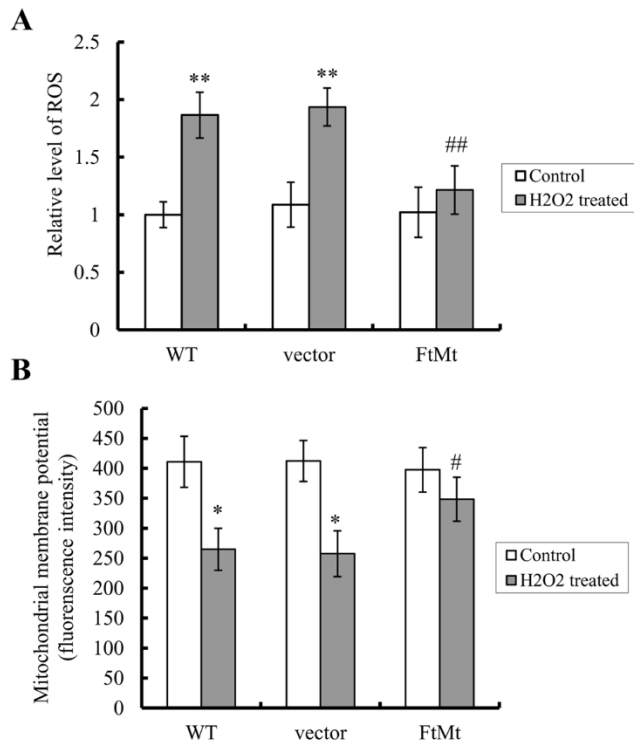 A
Relative level of ROS
2.5
2
1.5
1
0.5
0
**
**
##
WT
vector
FtMt
Control
H2O2 treated
B
Mitochondrial membrane potential
(fluorenscence intensity)
500
450
400
350
300
250
200
150
100
50
0
*
*
#
WT
vector
FtMt
Control
H2O2 treated